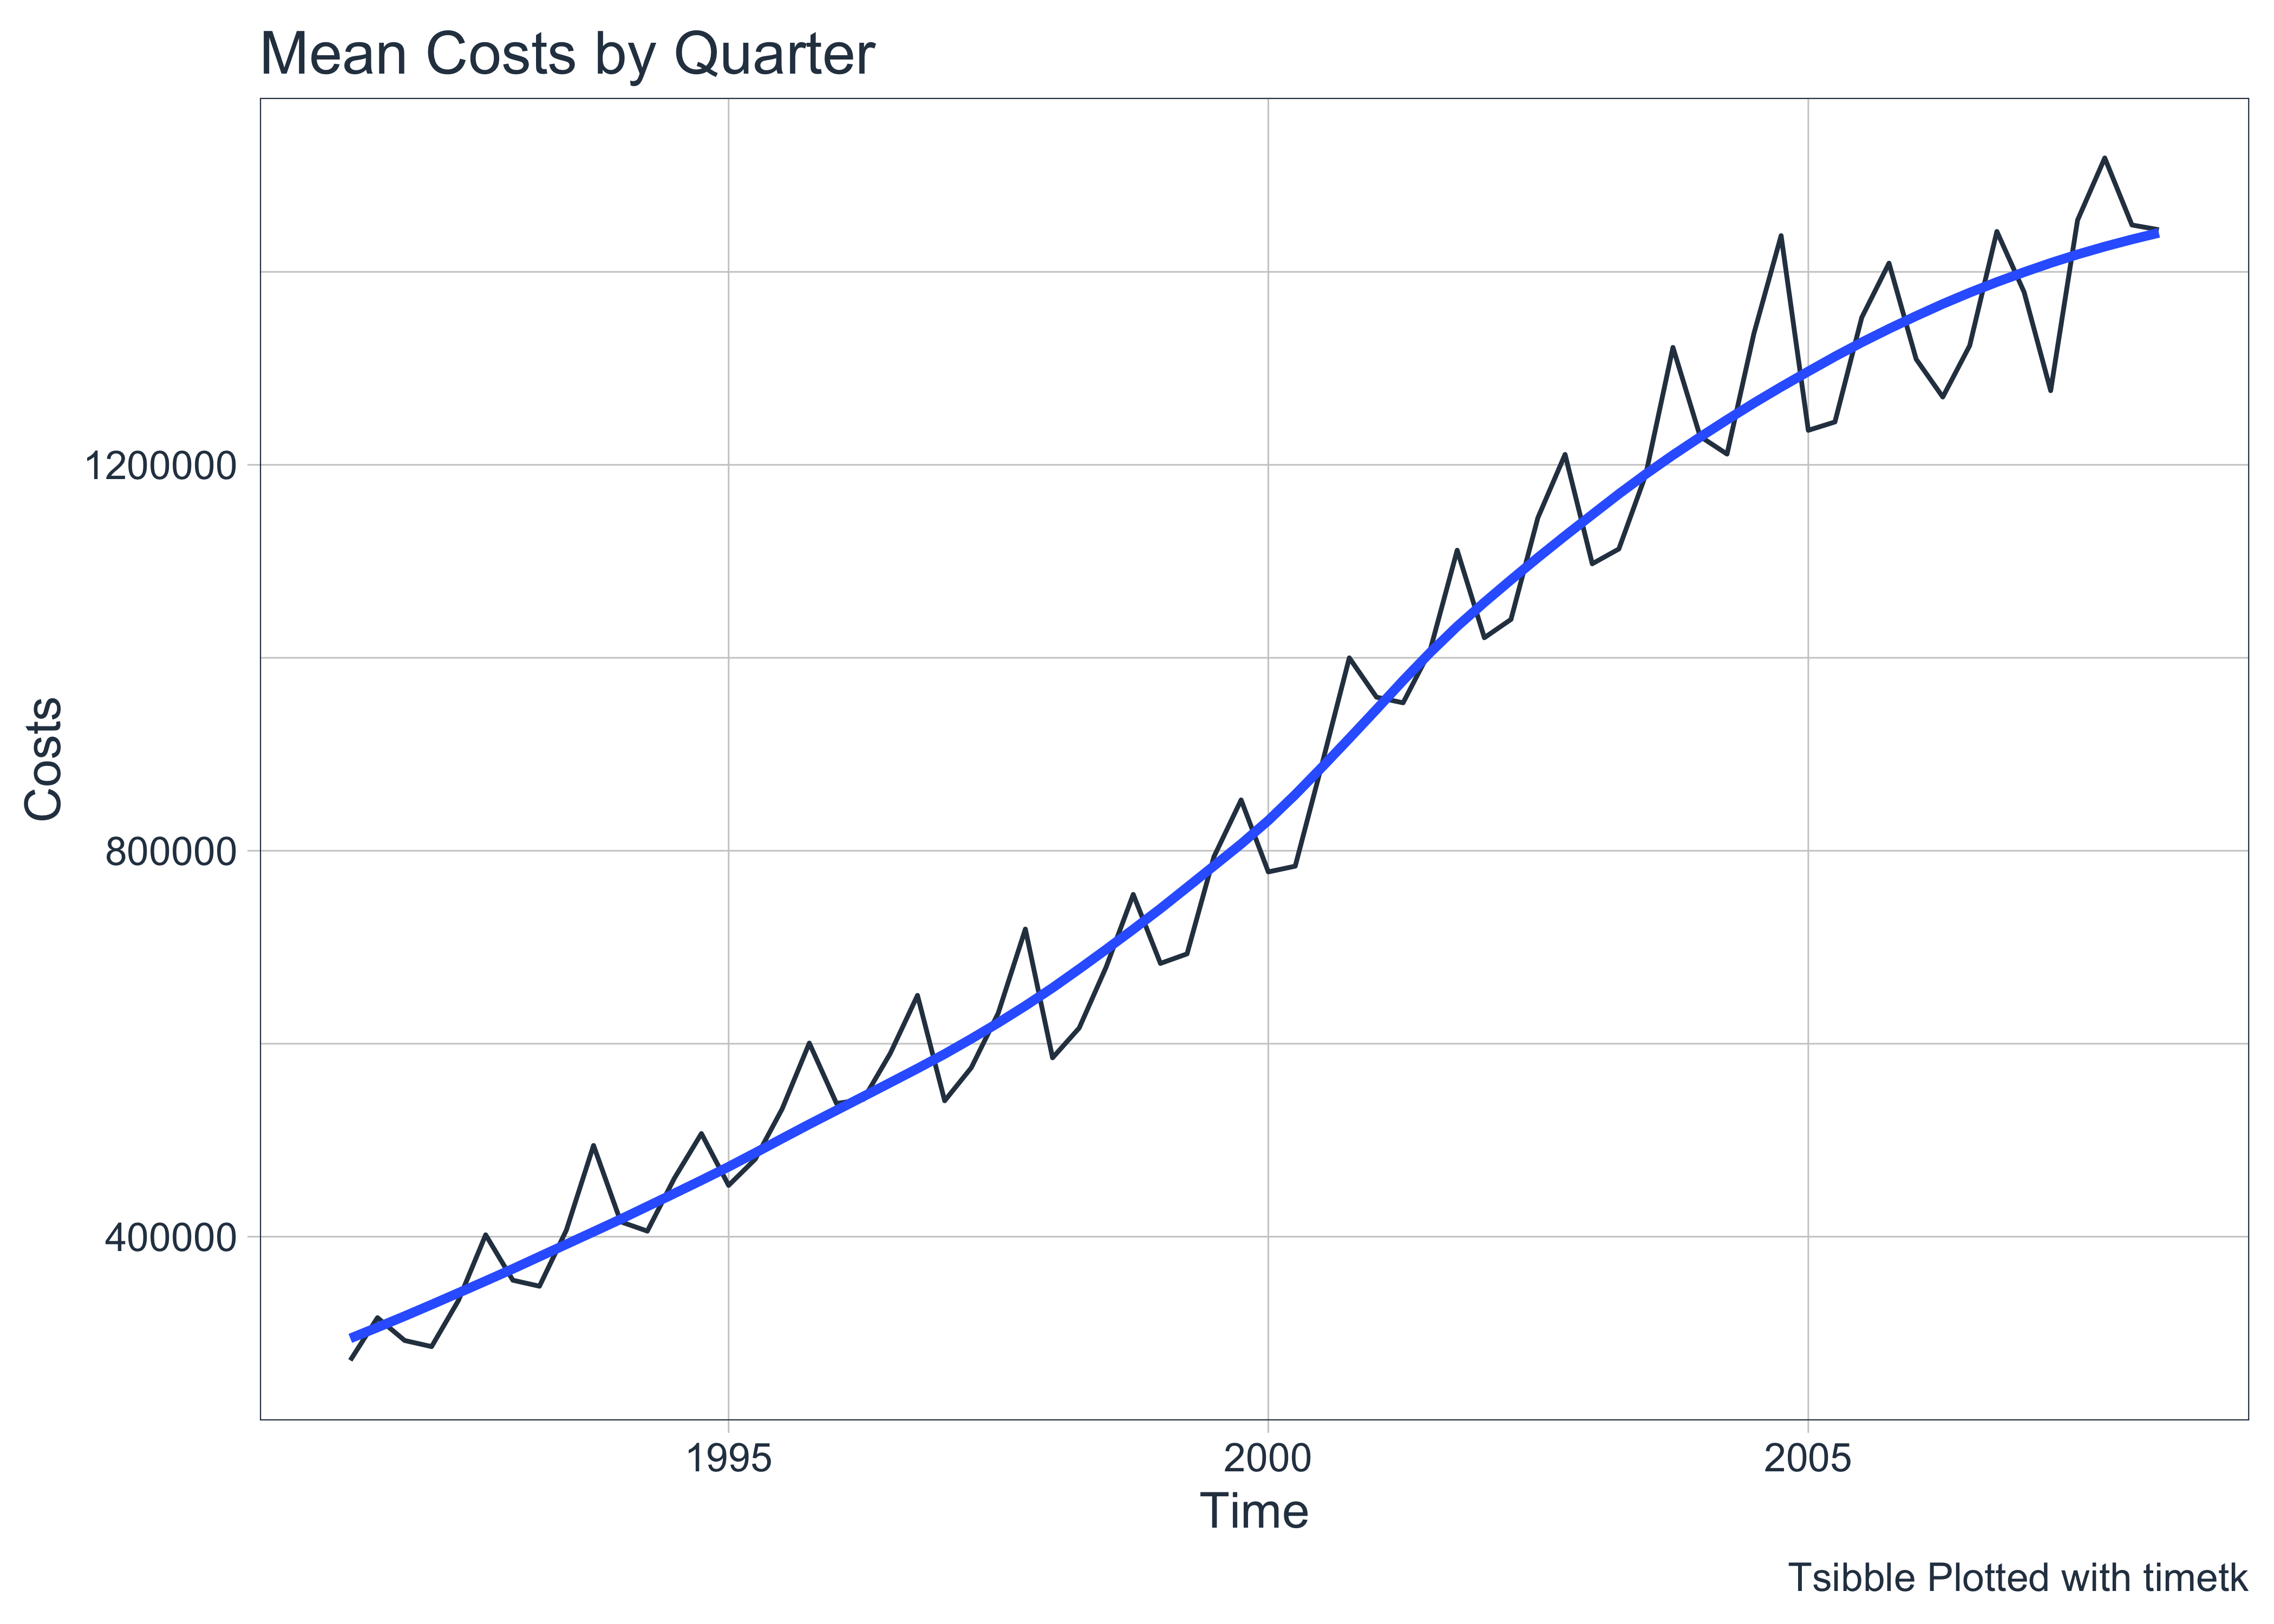 Mean Costs by Quarter
1200000
800000
400000
Costs
1995
2000
2005
Time
Tsibble Plotted with timetk